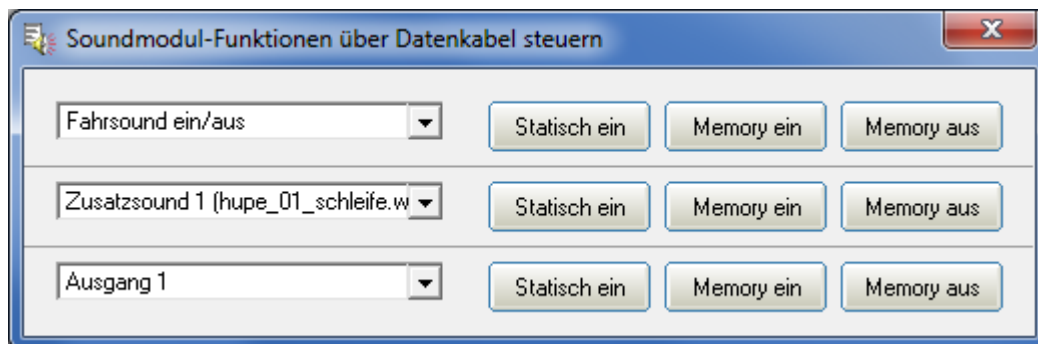 Soundmodul-Funktionen über Datenkabel steuern
Fahrsound ein/aus Statisch ein Memory ein Memory aus
Zusatzsound 1 (hupe_01_schleife.w Statisch ein Memory ein Memory aus
Ausgang 1 Statisch ein Memory ein Memory aus